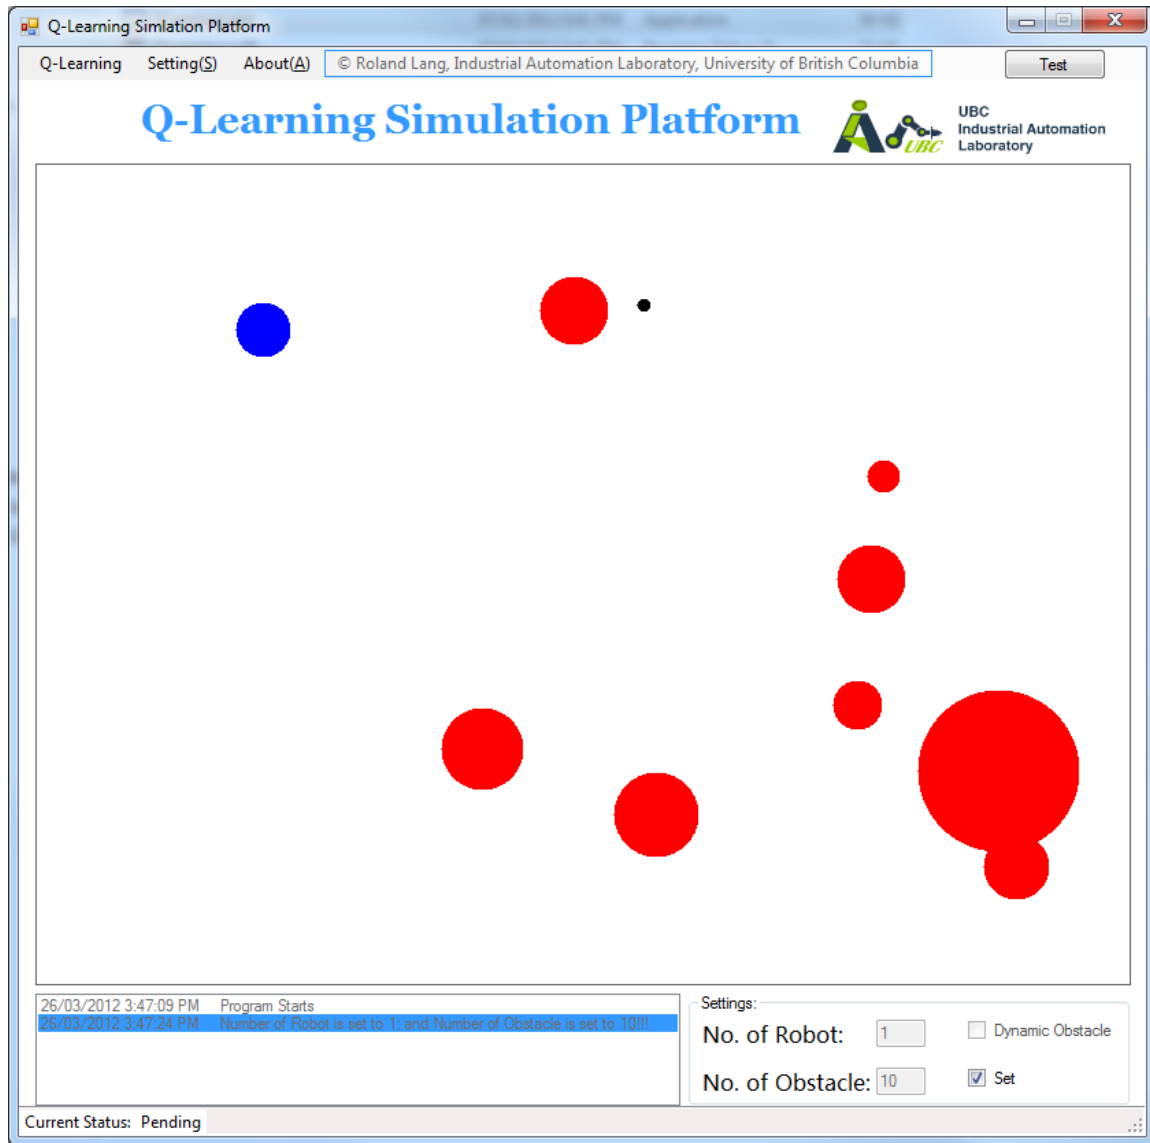 Q-Learning Simlation Platform
Q-Learning Setting(S) About(A) © Roland Lang, Industrial Automation Laboratory, University of British Columbia Test
Q-Learning Simulation Platform
UBC
UBC
Industrial Automation
Laboratory
26/03/2012 3:47:09 PM Program Starts
26/03/2012 3:47:24 PM Number of Robot is set to 1; and Number of Obstacle is set to 10!!!
Settings:
No. of Robot: 1 Dynamic Obstacle
No. of Obstacle: 10 Set
Current Status: Pending